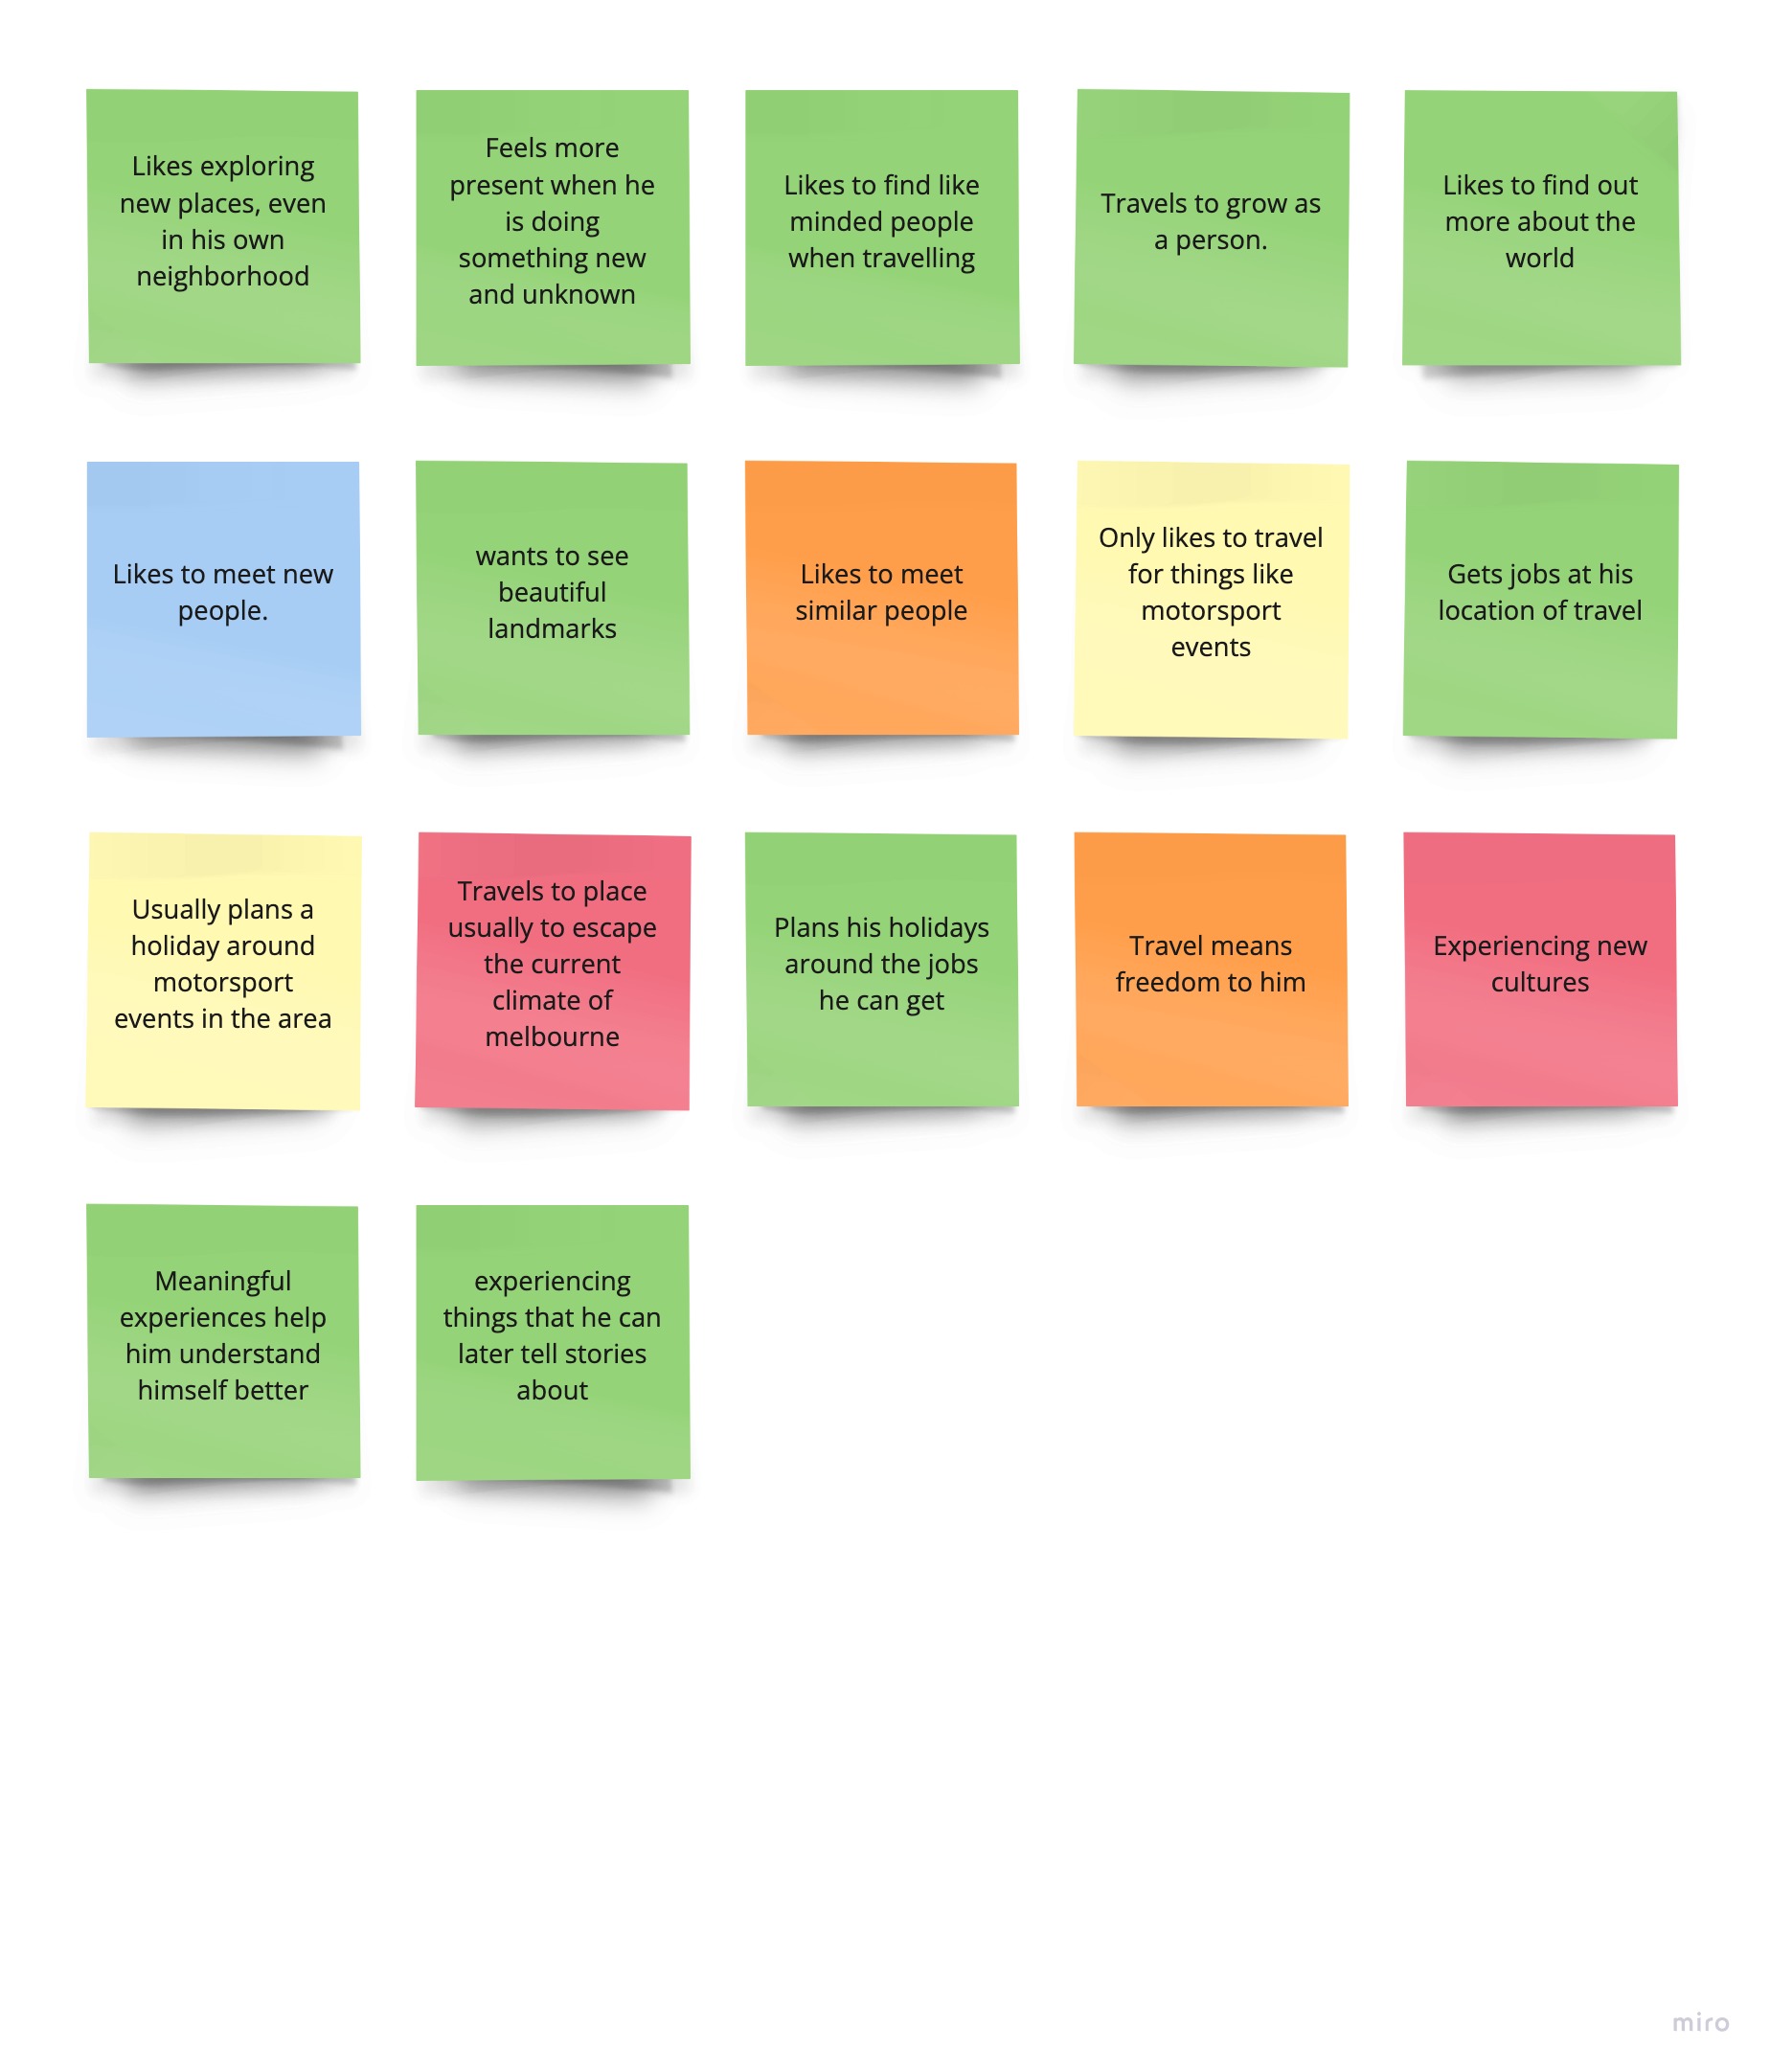 Likes exploring
new places, even
in his own
neighborhood
Feels more
present when he
is doing
something new
and unknown
Likes to find like
minded people
when travelling
Travels to grow as
a person.
Likes to find out
more about the
world
Likes to meet new
people.
wants to see
beautiful
landmarks
Likes to meet
similar people
Only likes to travel
for things like
motorsport
events
Gets jobs at his
location of travel
Usually plans a
holiday around
motorsport
events in the area
Travels to place
usually to escape
the current
climate of
melbourne
Plans his holidays
around the jobs
he can get
Travel means
freedom to him
Experiencing new
cultures
Meaningful
experiences help
him understand
himself better
experiencing
things that he can
later tell stories
about
miro